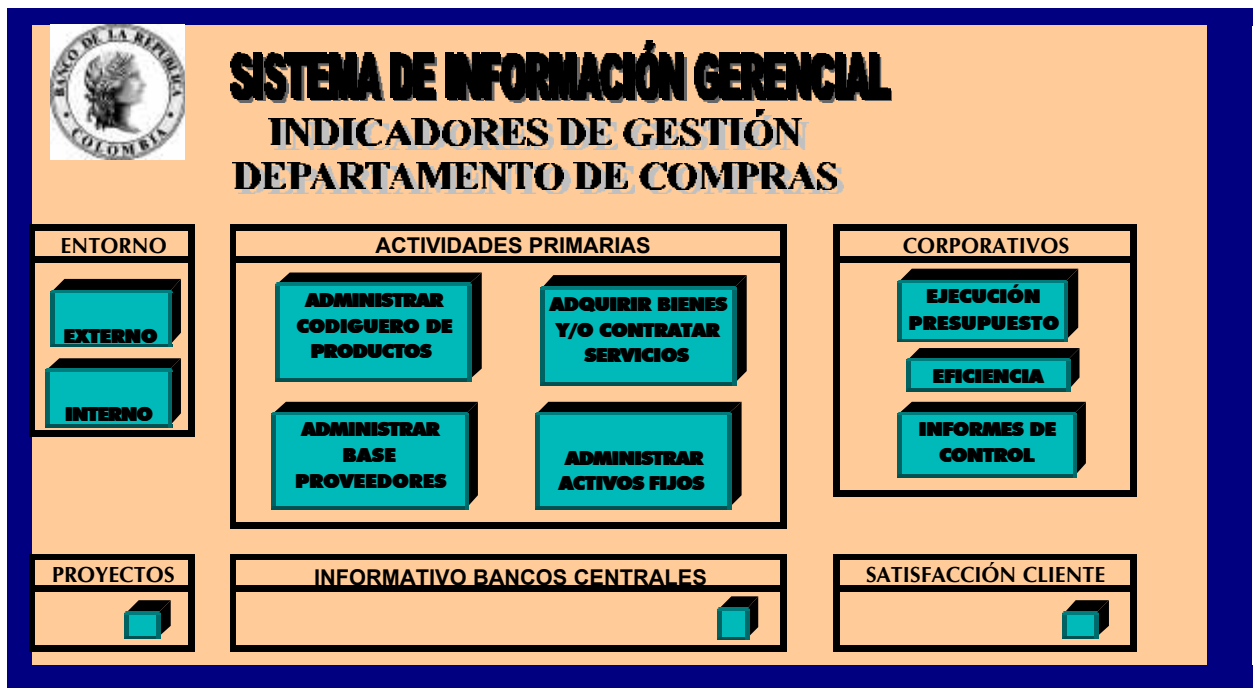 BANCO DE LA REPUBLICA
COLOMBIA
SISTEMA DE INFORMACIÓN GERENCIAL
INDICADORES DE GESTIÓN
DEPARTAMENTO DE COMPRAS
ENTORNO
EXTERNO
INTERNO
ACTIVIDADES PRIMARIAS
ADMINISTRAR
CODIGUERO DE
PRODUCTOS
ADQUIRIR BIENES
Y/O CONTRATAR
SERVICIOS
ADMINISTRAR
BASE
PROVEEDORES
ADMINISTRAR
ACTIVOS FIJOS
CORPORATIVOS
EJECUCIÓN
PRESUPUESTO
EFICIENCIA
INFORMES DE
CONTROL
PROYECTOS
INFORMATIVO BANCOS CENTRALES
SATISFACCIÓN CLIENTE